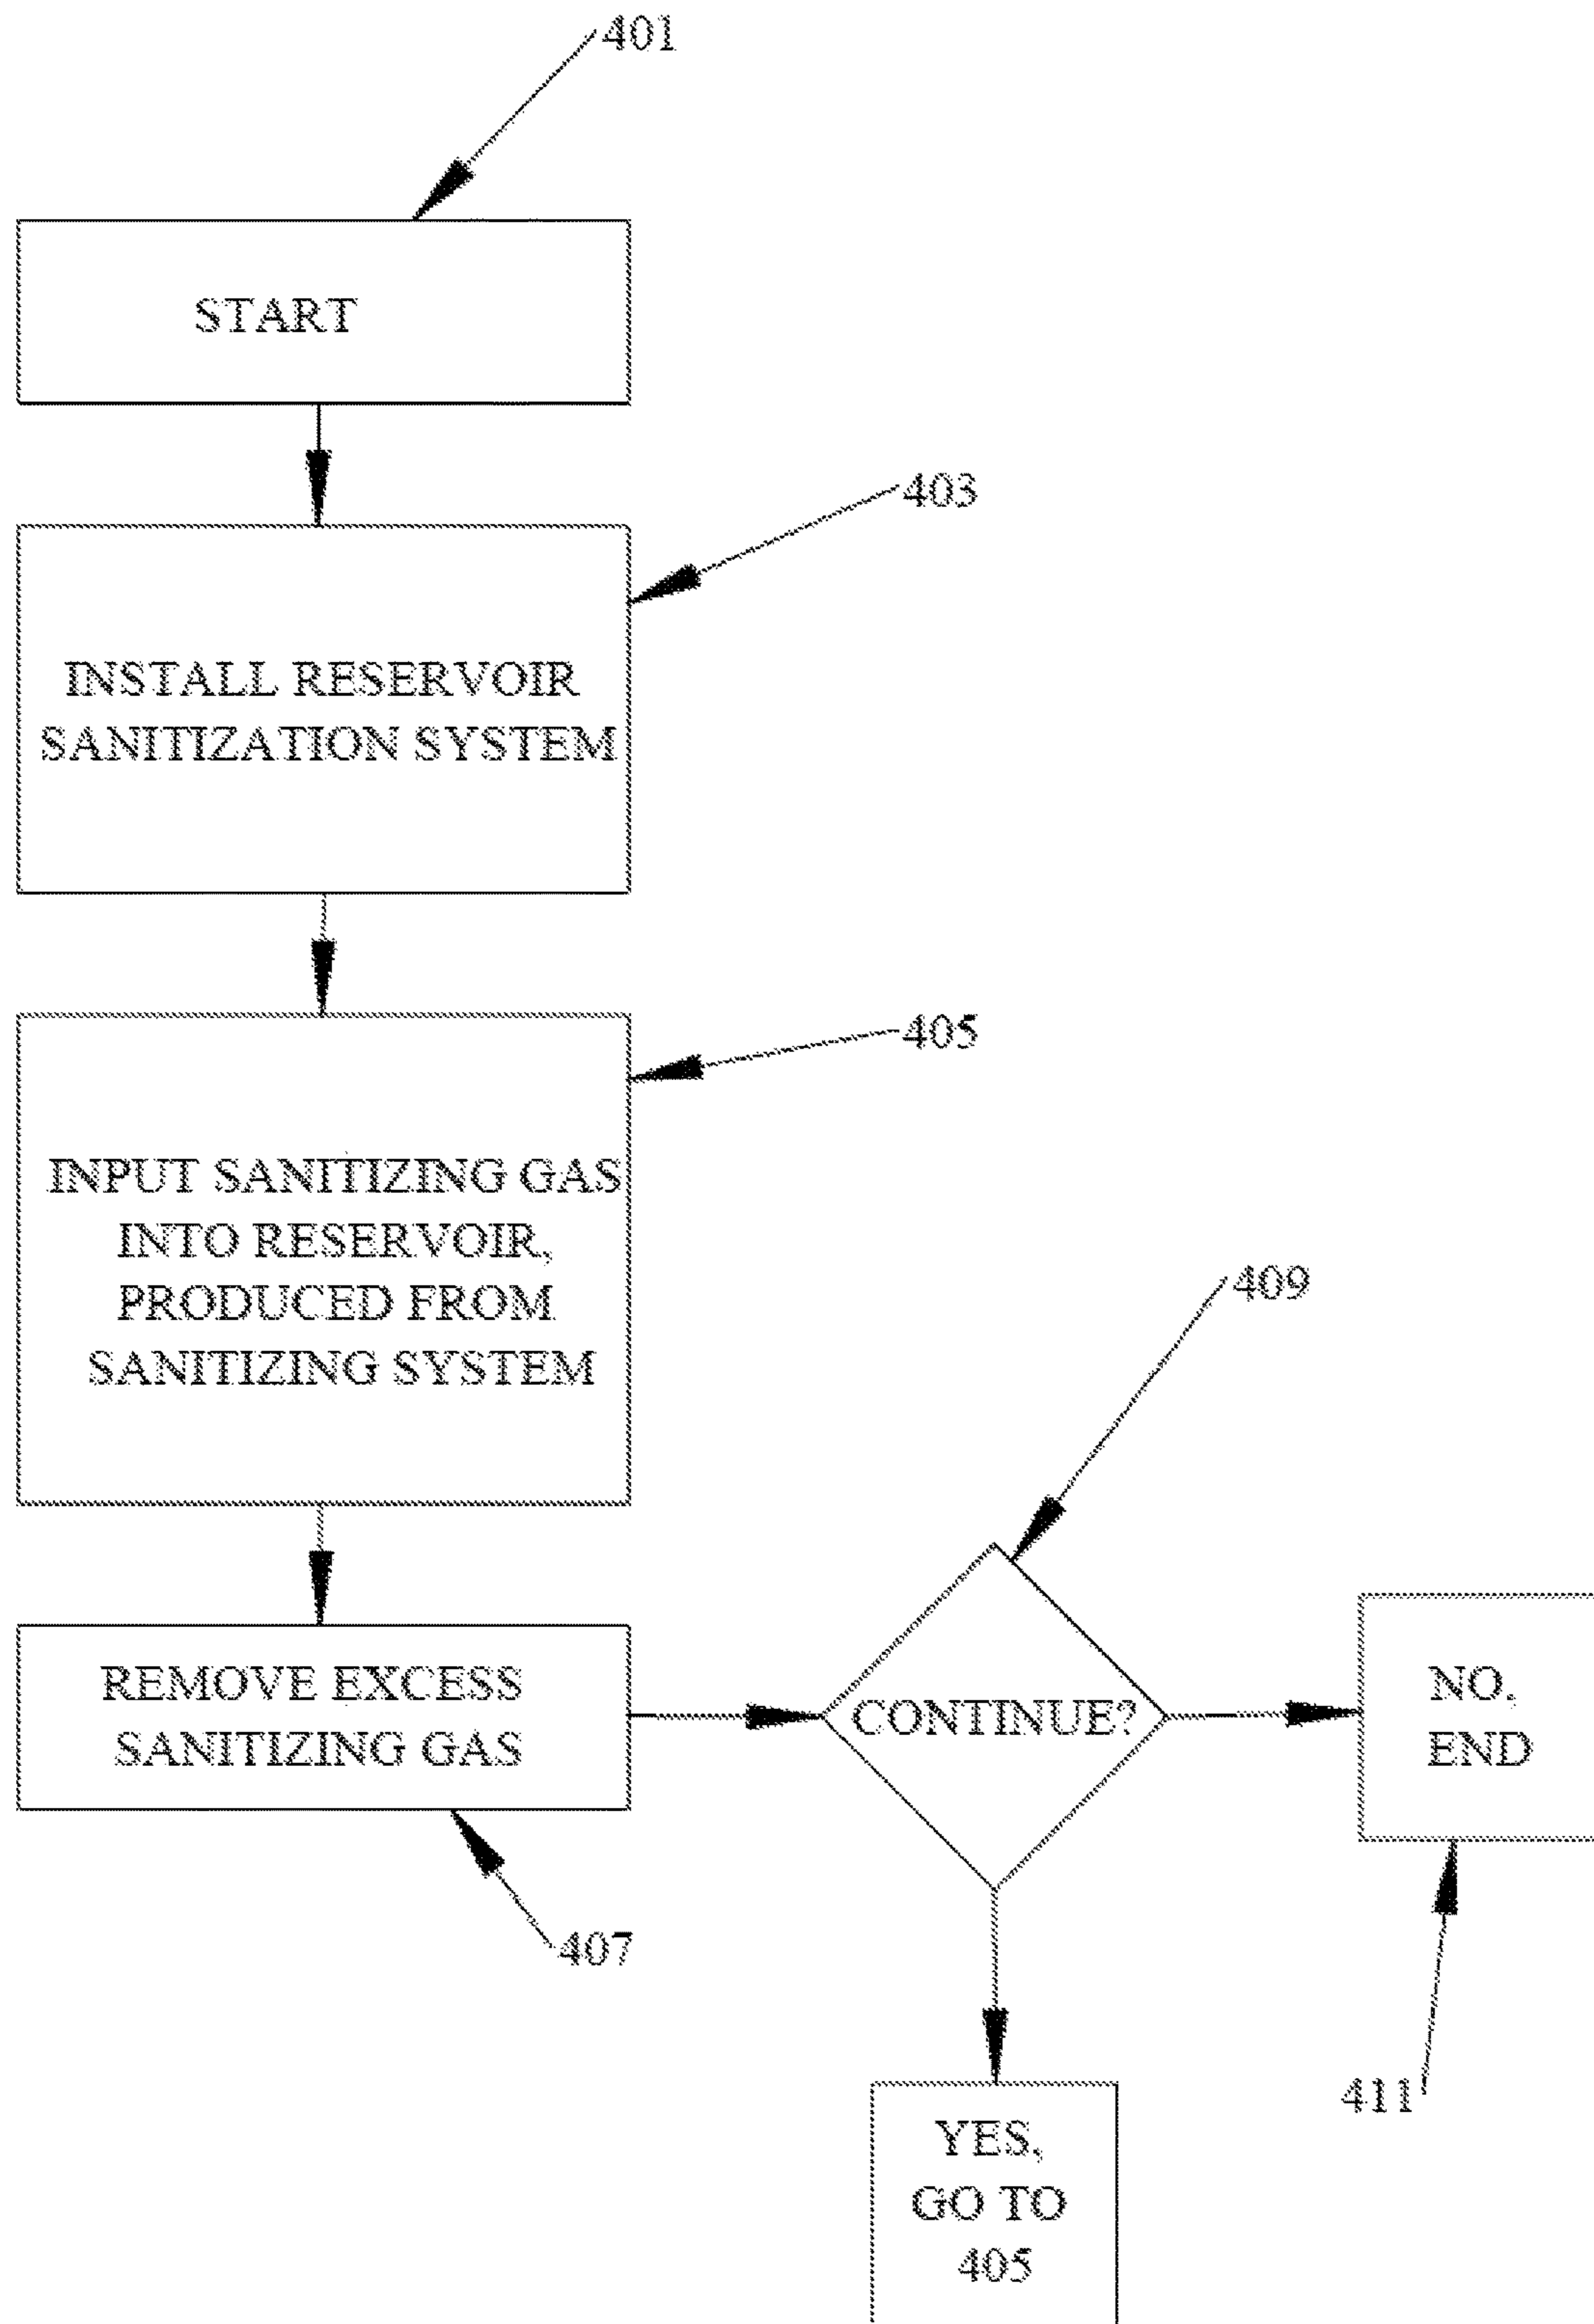 401
START
403
INSTALL RESERVOIR
SANITIZATION SYSTEM
405
INPUT SANITIZING GAS
INTO RESERVOIR,
PRODUCED FROM
SANITIZING SYSTEM
409
REMOVE EXCESS
SANITIZING GAS
407
CONTINUE?
NO,
END
411
YES,
GO TO
405